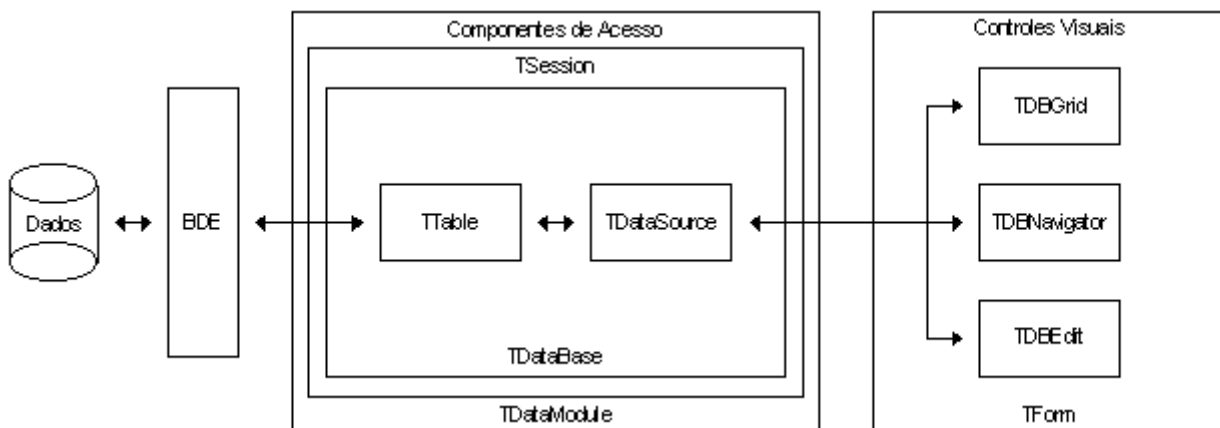 Componentes de Acesso
TSession
Dados
BDE
TTable
TDataSource
TDataBase
TDataModule
Controles Visuais
TDBGrid
TDBNavigator
TDBEdit
TForm